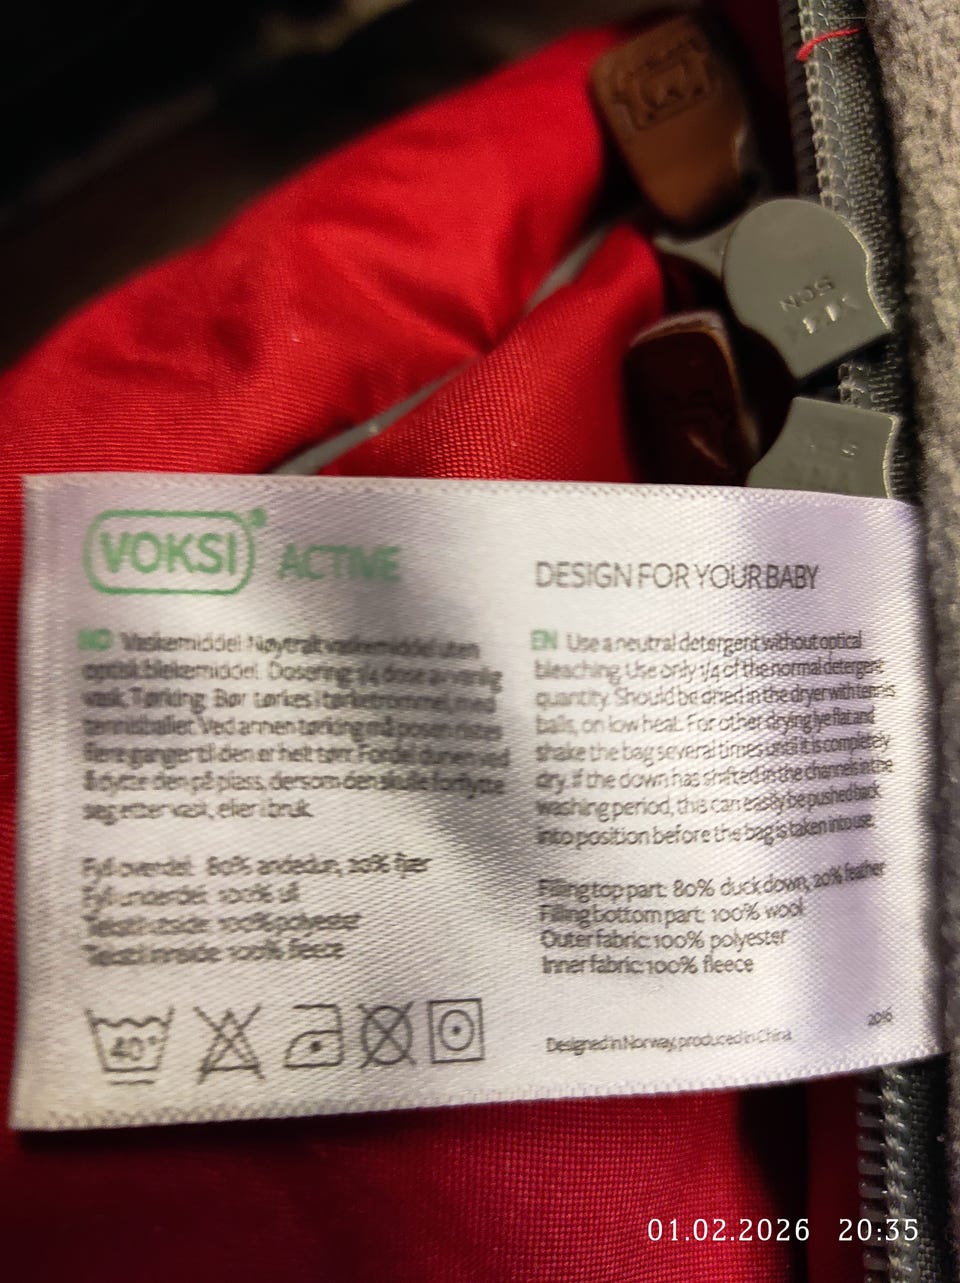 YKK
SCN
VOKSI® ACTIVE
NO Vaskemiddel: Nøytralt vaskemiddel uten
optisk blekemiddel. Dosering: 1/4 dose av vanlig
vask. Tørking: Bør tørkes i tørketrommel, med
tennisballer. Ved annen tørking må posen ristes
flere ganger til den er helt tørr. Fordel dunen ved
å dytte den på plass, dersom den skulle forflytte
seg etter vask, eller i bruk.
Fyll overdel: 80% andedun, 20% fjær
Fyll underdel: 100% ull
Tekstil utside: 100% polyester
Tekstil innside: 100% fleece
40°
DESIGN FOR YOUR BABY
EN Use a neutral detergent without optical
bleaching. Use only 1/4 of the normal detergent
quantity. Should be dried in the dryer with tennis
balls, on low heat. For other drying lye flat and
shake the bag several times until it is completely
dry. If the down has shifted in the channels in the
washing period, this can easily be pushed back
into position before the bag is taken into use.
Filling top part: 80% duck down, 20% feather
Filling bottom part: 100% wool
Outer fabric: 100% polyester
Inner fabric: 100% fleece
2016
Designed in Norway, produced in China
01.02.2026 20:35